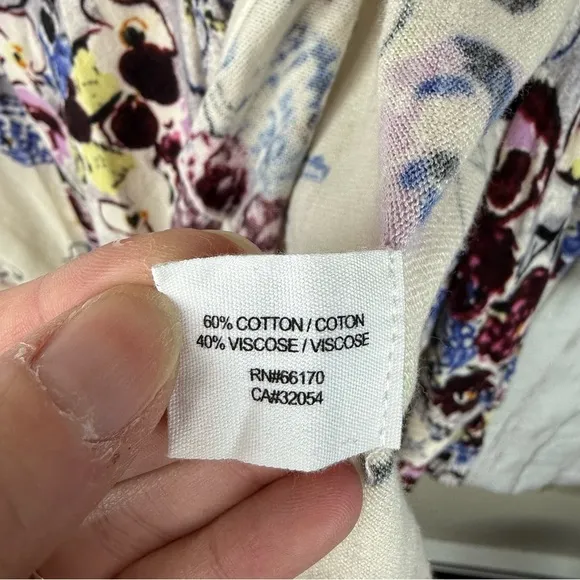 60% COTTON / COTON
40% VISCOSE / VISCOSE
RN#66170
CA#32054